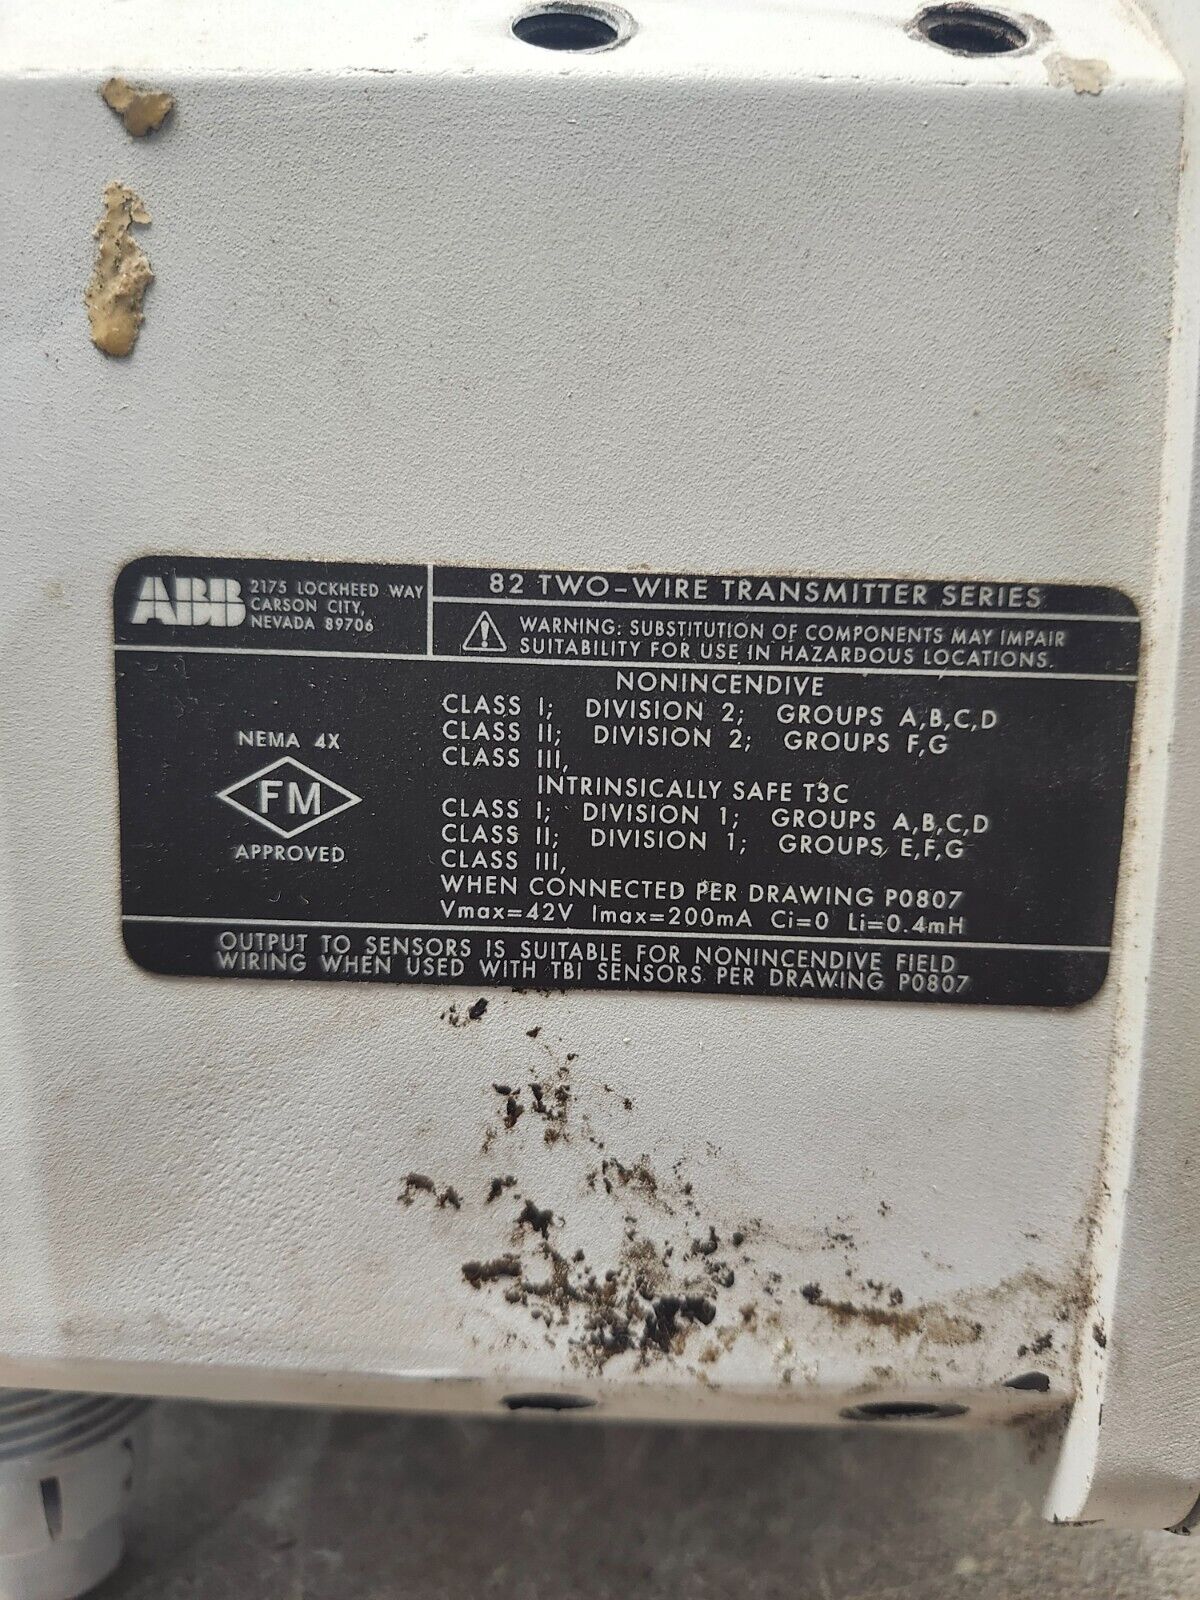 ABB
2175 LOCKHEED WAY
CARSON CITY,
NEVADA 89706
82 TWO-WIRE TRANSMITTER SERIES
WARNING: SUBSTITUTION OF COMPONENTS MAY IMPAIR
SUITABILITY FOR USE IN HAZARDOUS LOCATIONS.
NEMA 4X
FM
APPROVED
NONINCENDIVE
CLASS I; DIVISION 2; GROUPS A,B,C,D
CLASS II; DIVISION 2; GROUPS F,G
CLASS III,
INTRINSICALLY SAFE T3C
CLASS I; DIVISION 1; GROUPS A,B,C,D
CLASS II; DIVISION 1; GROUPS E,F,G
CLASS III,
WHEN CONNECTED PER DRAWING P0807
Vmax=42V Imax=200mA Ci=0 Li=0.4mH
OUTPUT TO SENSORS IS SUITABLE FOR NONINCENDIVE FIELD
WIRING WHEN USED WITH TBI SENSORS PER DRAWING P0807